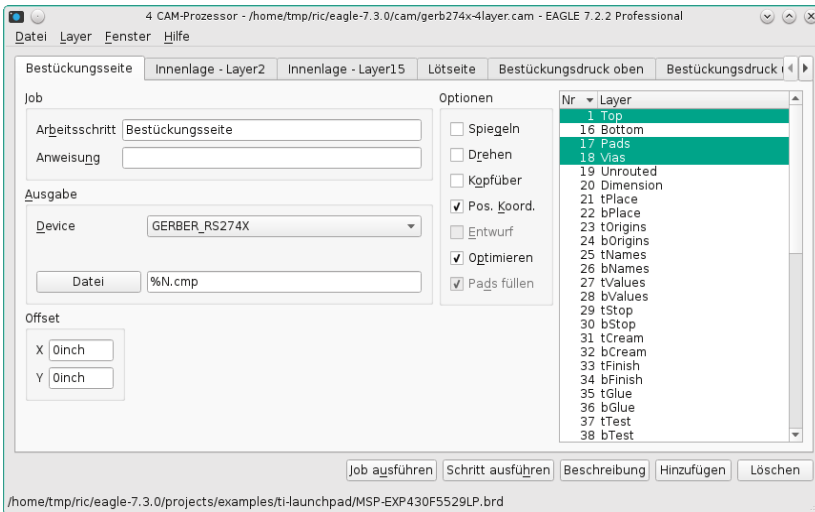 4 CAM-Prozessor - /home/tmp/ric/eagle-7.3.0/cam/gerb274x-4layer.cam - EAGLE 7.2.2 Professional
Datei Layer Fenster Hilfe
Bestückungsseite Innenlage - Layer2 Innenlage - Layer15 Lötseite Bestückungsdruck oben Bestückungsdruck
Job
Arbeitsschritt Bestückungsseite
Anweisung
Ausgabe
Device GERBER_RS274X
Datei %N.cmp
Offset
X 0inch
Y 0inch
Optionen
Spiegeln
Drehen
Kopfüber
Pos. Koord.
Entwurf
Optimieren
Pads füllen
Nr Layer
1 Top
16 Bottom
17 Pads
18 Vias
19 Unrouted
20 Dimension
21 tPlace
22 bPlace
23 tOrigins
24 bOrigins
25 tNames
26 bNames
27 tValues
28 bValues
29 tStop
30 bStop
31 tCream
32 bCream
33 tFinish
34 bFinish
35 tGlue
36 bGlue
37 tTest
38 bTest
Job ausführen Schritt ausführen Beschreibung Hinzufügen Löschen
/home/tmp/ric/eagle-7.3.0/projects/examples/ti-launchpad/MSP-EXP430F5529LP.brd